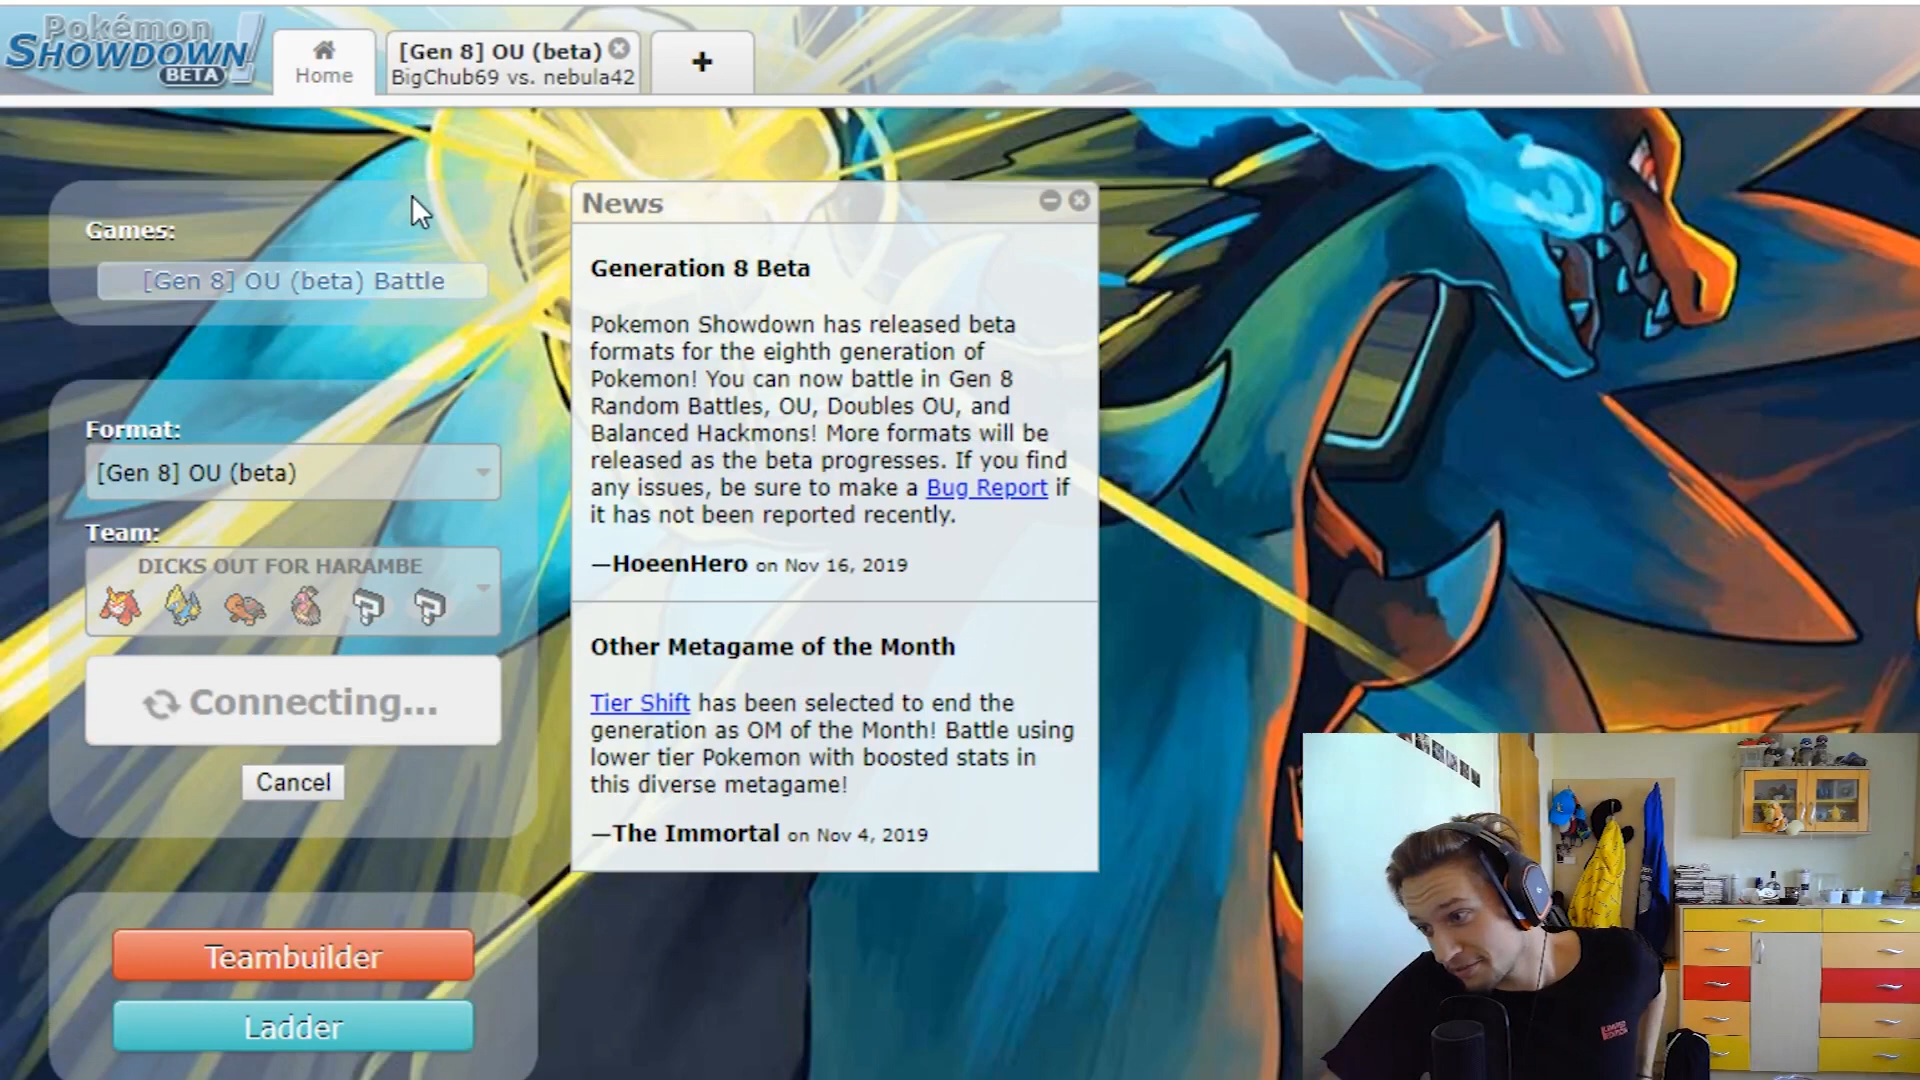 Pokémon
SHOWDOWN!
BETA
Home
[Gen 8] OU (beta)
BigChub69 vs. nebula42
+
Games:
[Gen 8] OU (beta) Battle
Format:
[Gen 8] OU (beta)
Team:
DICKS OUT FOR HARAMBE
Connecting...
Cancel
Teambuilder
Ladder
News
Generation 8 Beta
Pokemon Showdown has released beta
formats for the eighth generation of
Pokemon! You can now battle in Gen 8
Random Battles, OU, Doubles OU, and
Balanced Hackmons! More formats will be
released as the beta progresses. If you find
any issues, be sure to make a Bug Report if
it has not been reported recently.
—HoeenHero on Nov 16, 2019
Other Metagame of the Month
Tier Shift has been selected to end the
generation as OM of the Month! Battle using
lower tier Pokemon with boosted stats in
this diverse metagame!
—The Immortal on Nov 4, 2019